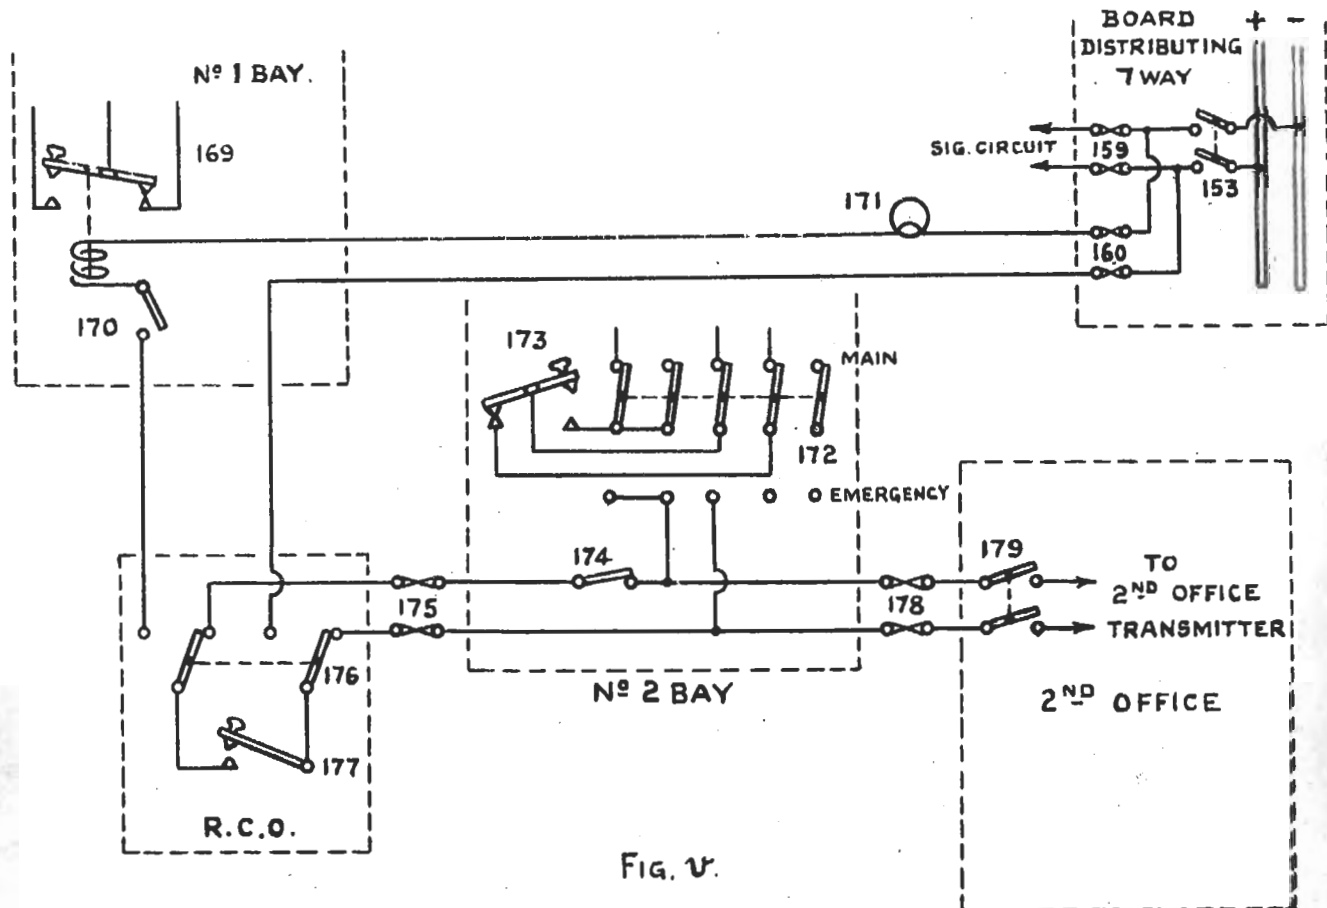 BOARD + -
DISTRIBUTING
7 WAY
Nº 1 BAY.
169
SIG. CIRCUIT
159
153
171
160
170
173
MAIN
172
EMERGENCY
174
179
TO
2ND OFFICE
TRANSMITTER
175
178
176
Nº 2 BAY
2ND OFFICE
177
R.C.O.
FIG. V.